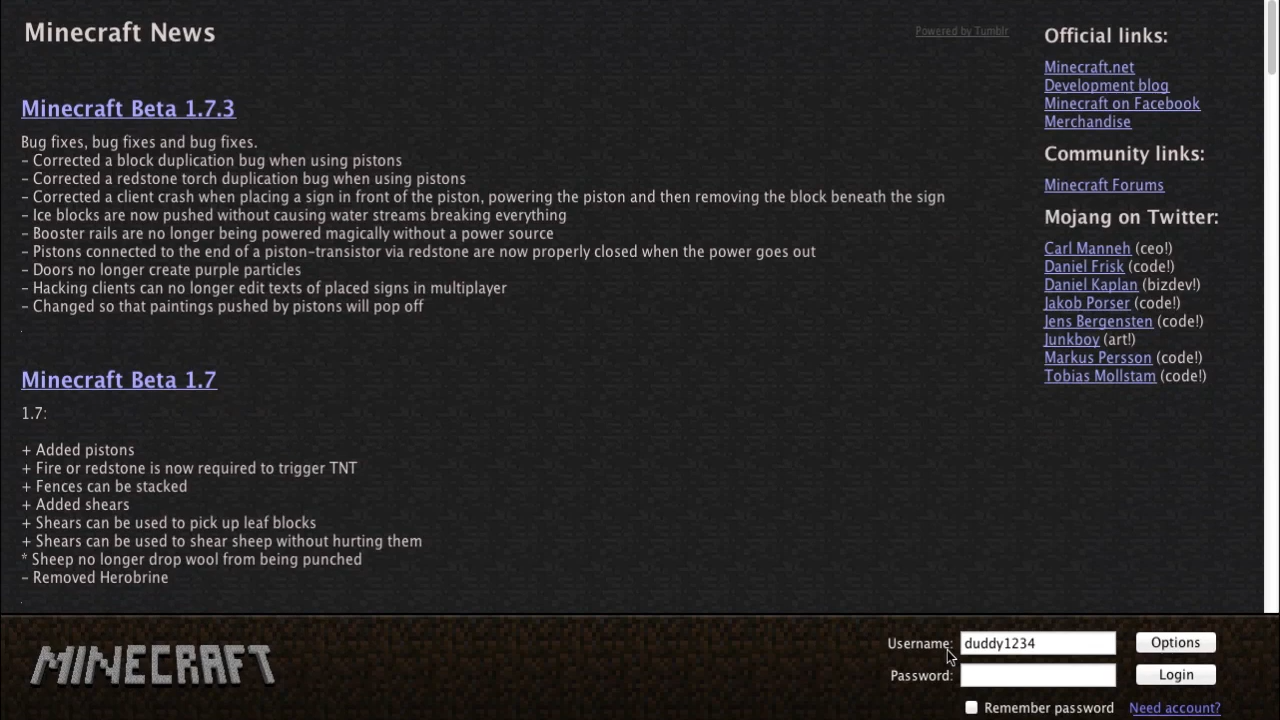 Minecraft News
Powered by Tumblr
Minecraft Beta 1.7.3
Bug fixes, bug fixes and bug fixes.
- Corrected a block duplication bug when using pistons
- Corrected a redstone torch duplication bug when using pistons
- Corrected a client crash when placing a sign in front of the piston, powering the piston and then removing the block beneath the sign
- Ice blocks are now pushed without causing water streams breaking everything
- Booster rails are no longer being powered magically without a power source
- Pistons connected to the end of a piston-transistor via redstone are now properly closed when the power goes out
- Doors no longer create purple particles
- Hacking clients can no longer edit texts of placed signs in multiplayer
- Changed so that paintings pushed by pistons will pop off
.
Minecraft Beta 1.7
1.7:
+ Added pistons
+ Fire or redstone is now required to trigger TNT
+ Fences can be stacked
+ Added shears
+ Shears can be used to pick up leaf blocks
+ Shears can be used to shear sheep without hurting them
* Sheep no longer drop wool from being punched
- Removed Herobrine
.
Official links:
Minecraft.net
Development blog
Minecraft on Facebook
Merchandise
Community links:
Minecraft Forums
Mojang on Twitter:
Carl Manneh (ceo!)
Daniel Frisk (code!)
Daniel Kaplan (bizdev!)
Jakob Porser (code!)
Jens Bergensten (code!)
Junkboy (art!)
Markus Persson (code!)
Tobias Mollstam (code!)
MINECRAFT
Username: duddy1234 Options
Password: Login
Remember password Need account?